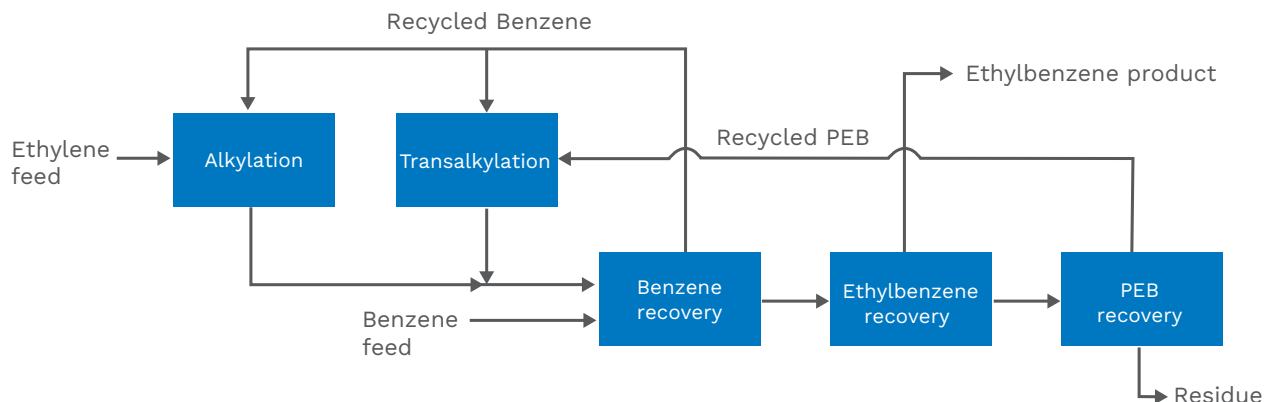 Recycled Benzene
Ethylbenzene product
Ethylene
feed
Alkylation
Transalkylation
Recycled PEB
Benzene
feed
Benzene
recovery
Ethylbenzene
recovery
PEB
recovery
Residue